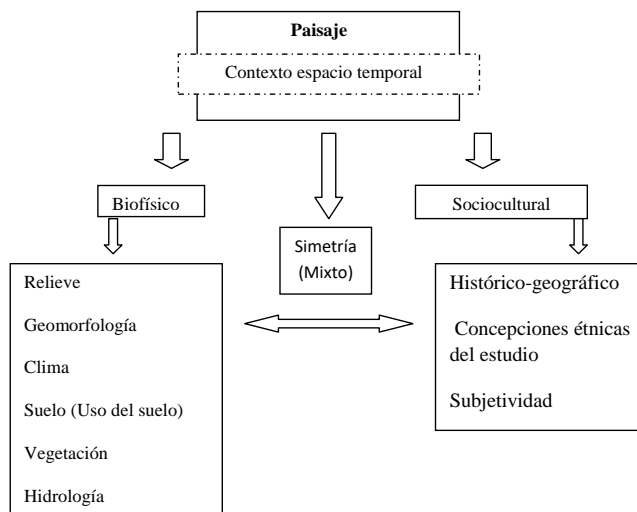 Paisaje
Contexto espacio temporal
Biofísico
Sociocultural
Simetría
(Mixto)
Relieve
Geomorfología
Clima
Suelo (Uso del suelo)
Vegetación
Hidrología
Histórico-geográfico
Concepciones étnicas
del estudio
Subjetividad